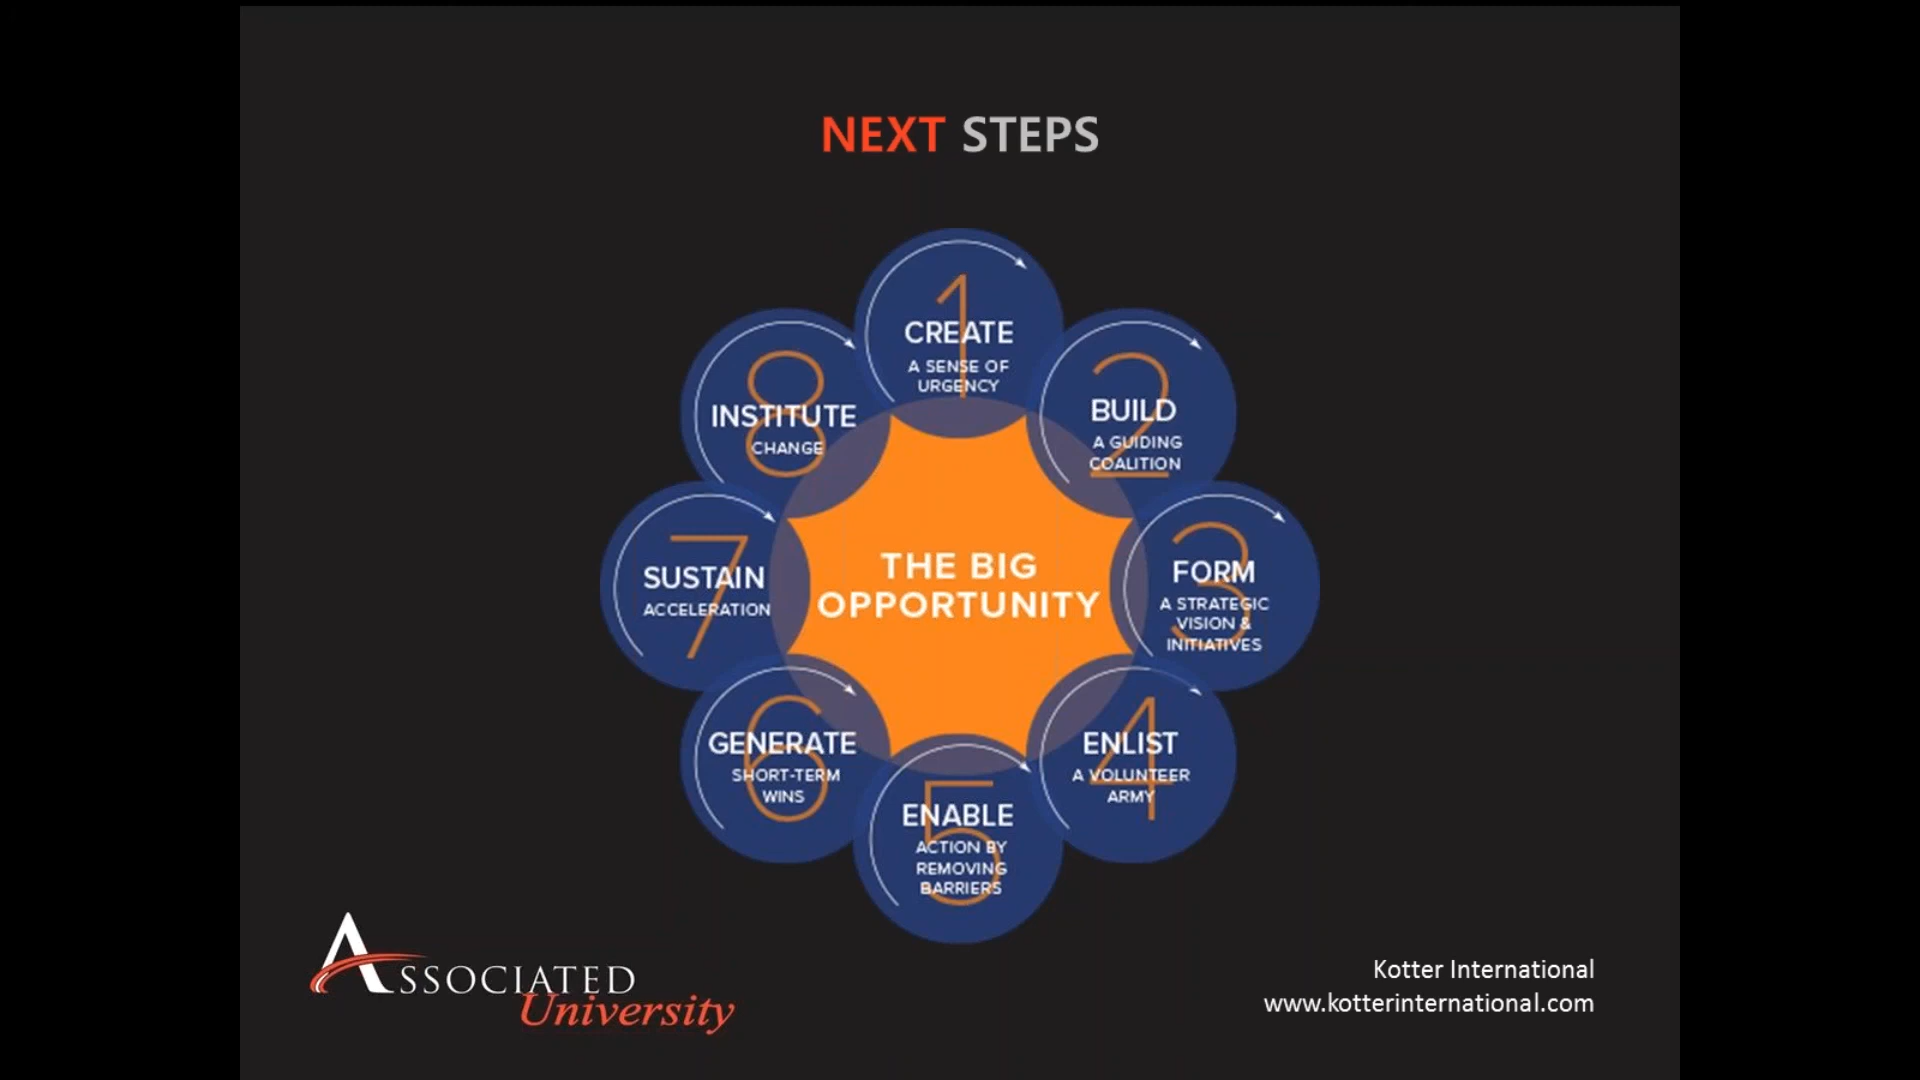 NEXT STEPS
1
CREATE
A SENSE OF
URGENCY
2
BUILD
A GUIDING
COALITION
3
FORM
A STRATEGIC
VISION &
INITIATIVES
4
ENLIST
A VOLUNTEER
ARMY
5
ENABLE
ACTION BY
REMOVING
BARRIERS
6
GENERATE
SHORT-TERM
WINS
7
SUSTAIN
ACCELERATION
8
INSTITUTE
CHANGE
THE BIG
OPPORTUNITY
ASSOCIATED
University
Kotter International
www.kotterinternational.com